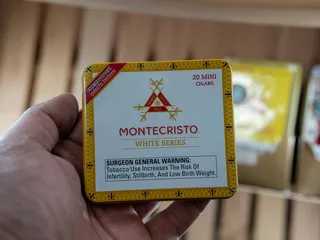 20 MINI
CIGARS
MONTECRISTO
WHITE SERIES
SURGEON GENERAL WARNING:
Tobacco Use Increases The Risk Of
Infertility, Stillbirth, And Low Birth Weight.